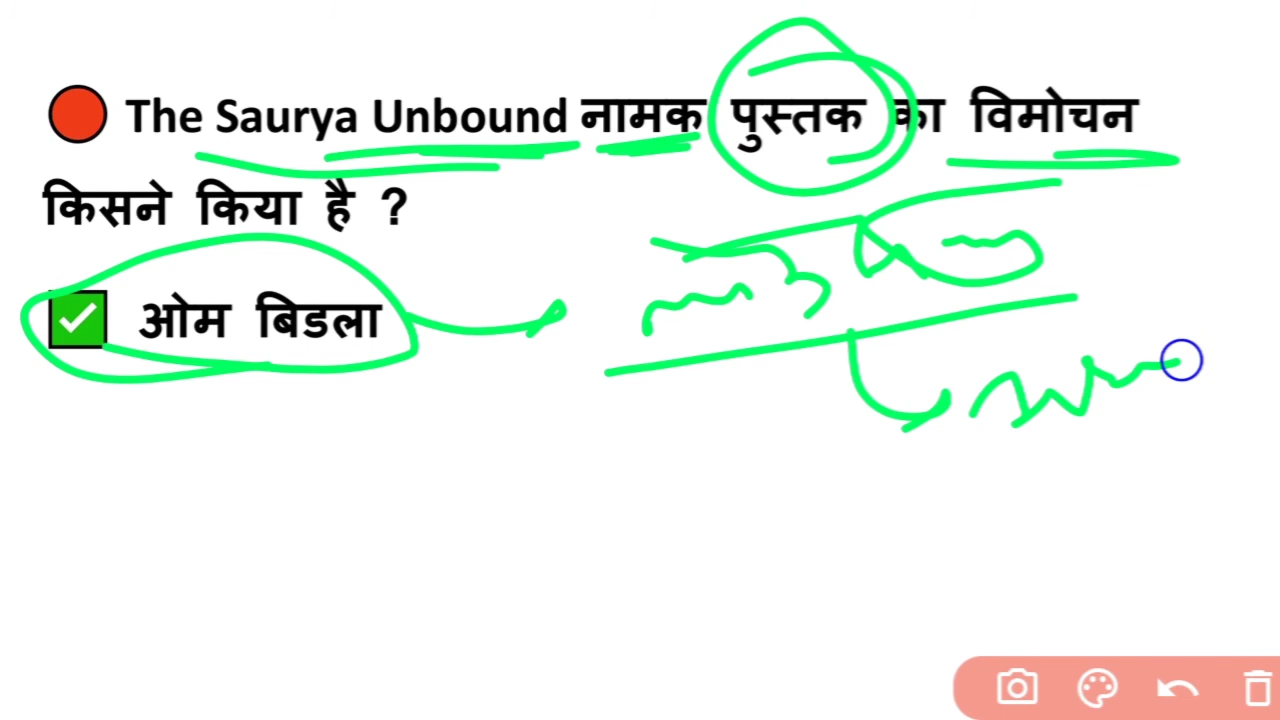 The Saurya Unbound नामक पुस्तक का विमोचन
किसने किया है ?
ओम बिडला